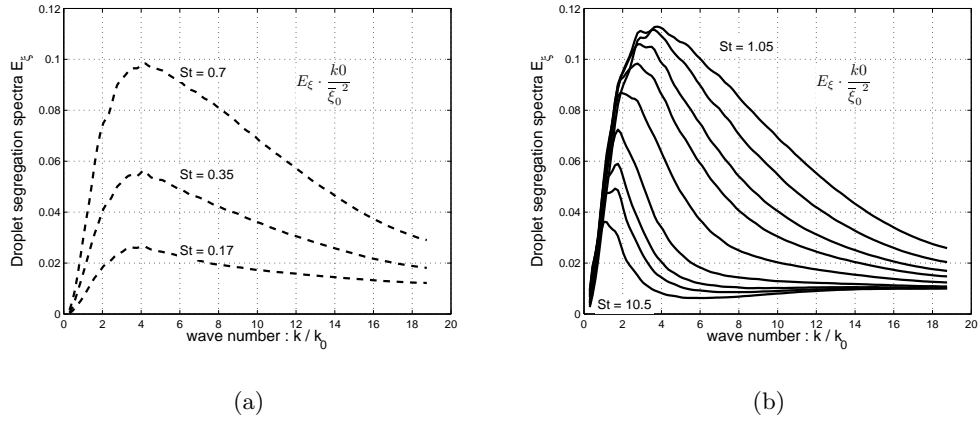 0.12
0.1
0.08
0.06
0.04
0.02
0
Droplet segregation spectra E_ξ
St = 0.7
St = 0.35
St = 0.17
E_ξ · k0 / ξ̅_0^2
0 2 4 6 8 10 12 14 16 18 20
wave number : k / k_0
(a)
0.12
0.1
0.08
0.06
0.04
0.02
0
Droplet segregation spectra E_ξ
St = 1.05
St = 10.5
E_ξ · k0 / ξ̅_0^2
0 2 4 6 8 10 12 14 16 18 20
wave number : k / k_0
(b)